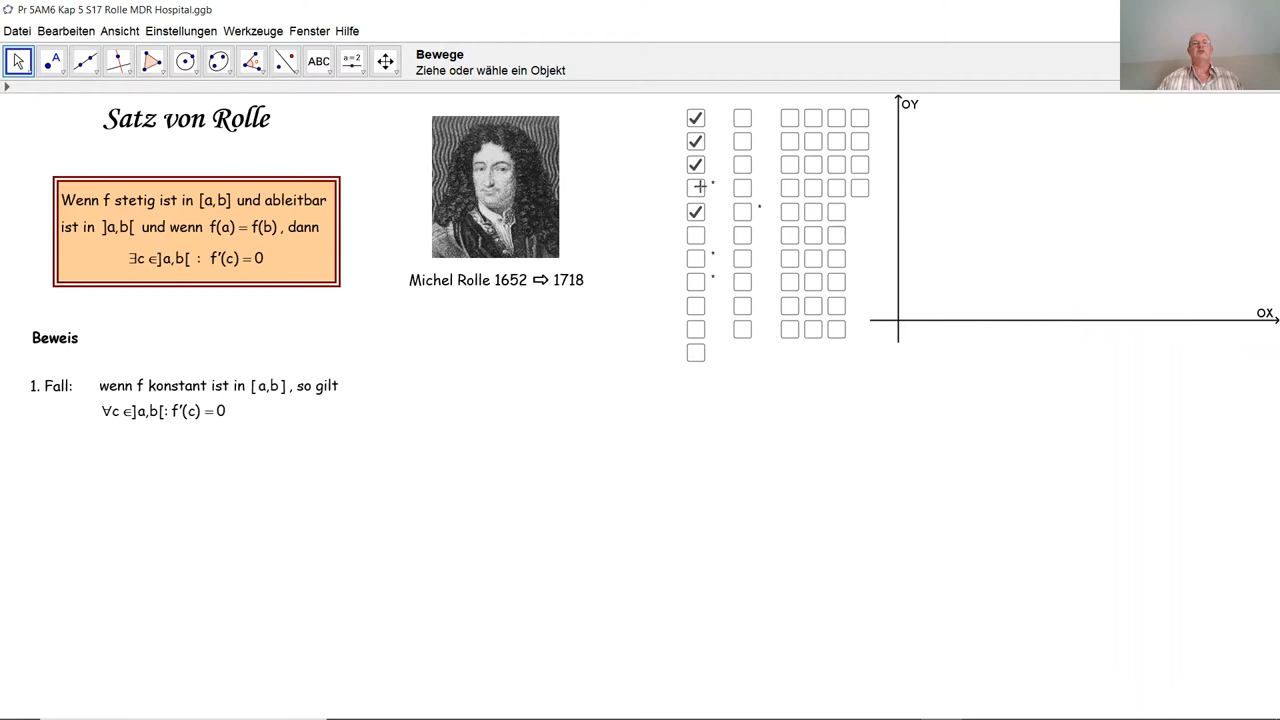 Pr 5AM6 Kap 5 S17 Rolle MDR Hospital.ggb
Datei Bearbeiten Ansicht Einstellungen Werkzeuge Fenster Hilfe
A ABC a=2
Bewege
Ziehe oder wähle ein Objekt
Satz von Rolle
Wenn f stetig ist in [a,b] und ableitbar
ist in ]a,b[ und wenn f(a) = f(b), dann
∃c ∈]a,b[ : f'(c) = 0
Michel Rolle 1652 ⇨ 1718
OY
OX
Beweis
1. Fall: wenn f konstant ist in [a,b], so gilt
∀c ∈]a,b[: f'(c) = 0